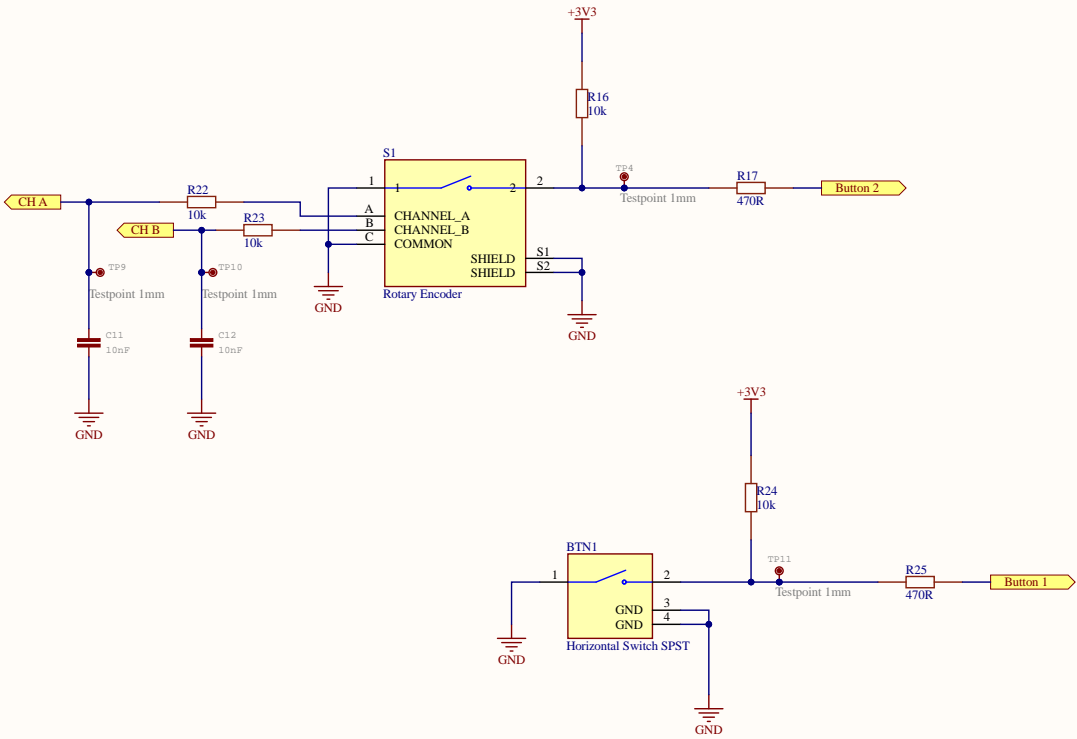 +3V3
R16
10k
S1
1
1
2
2
TP4
Testpoint 1mm
R17
470R
Button 2
CH A
R22
10k
A
CHANNEL_A
CH B
R23
10k
B
CHANNEL_B
C
COMMON
SHIELD
S1
SHIELD
S2
Rotary Encoder
GND
GND
TP9
Testpoint 1mm
TP10
Testpoint 1mm
C11
10nF
C12
10nF
GND
GND
+3V3
R24
10k
BTN1
1
2
TP11
Testpoint 1mm
R25
470R
Button 1
GND
3
GND
4
Horizontal Switch SPST
GND
GND